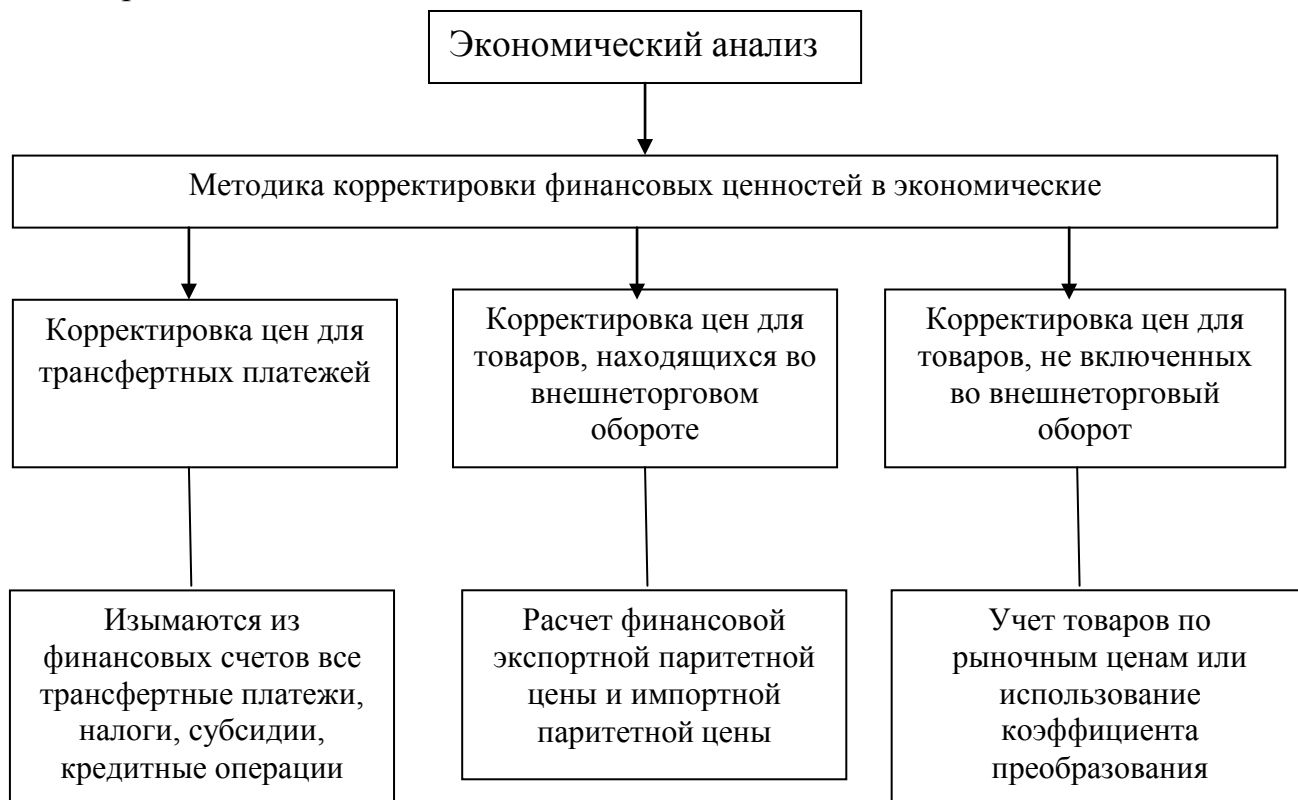 Экономический анализ
Методика корректировки финансовых ценностей в экономические
Корректировка цен для
трансфертных платежей
Корректировка цен для
товаров, находящихся во
внешнеторговом
обороте
Корректировка цен для
товаров, не включенных
во внешнеторговый
оборот
Изымаются из
финансовых счетов все
трансфертные платежи,
налоги, субсидии,
кредитные операции
Расчет финансовой
экспортной паритетной
цены и импортной
паритетной цены
Учет товаров по
рыночным ценам или
использование
коэффициента
преобразования